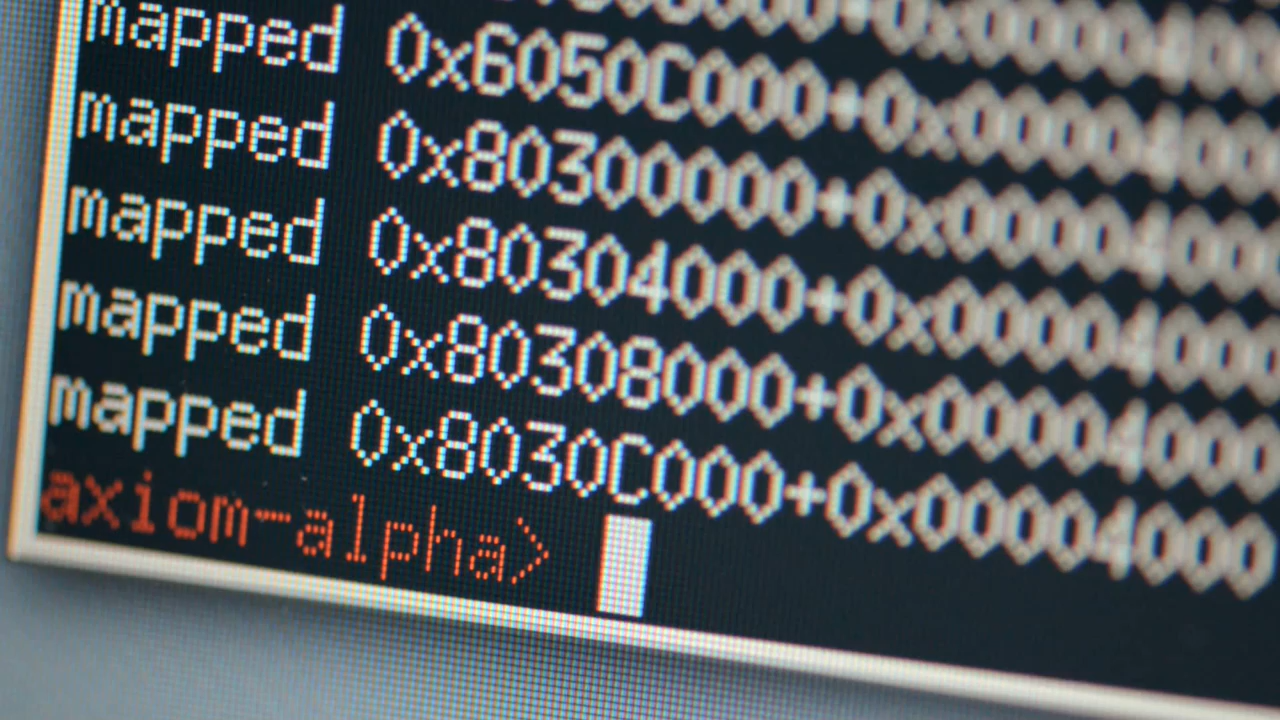 mapped 0x6050C000+0x00004000
mapped 0x80300000+0x00004000
mapped 0x80304000+0x00004000
mapped 0x80308000+0x00004000
mapped 0x8030C000+0x00004000
axiom-alpha>